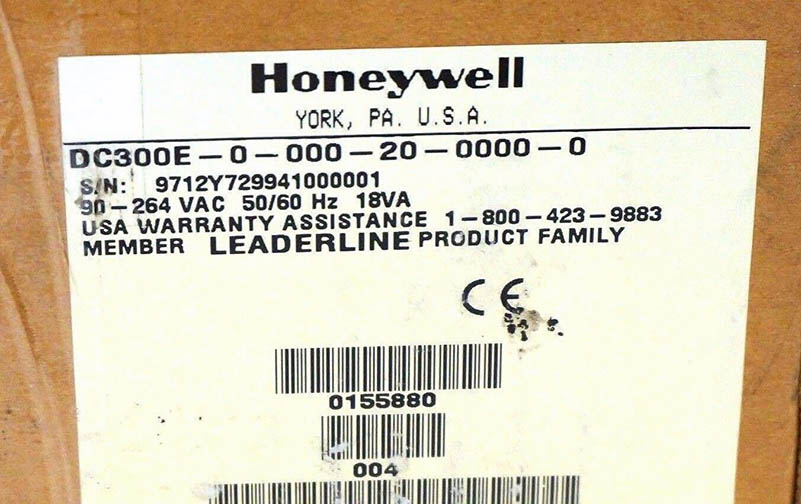 Honeywell
YORK, PA. U.S.A.
DC300E-0-000-20-0000-0
S/N: 9712Y729941000001
90-264 VAC 50/60 Hz 18VA
USA WARRANTY ASSISTANCE 1-800-423-9883
MEMBER LEADERLINE PRODUCT FAMILY
CE
0155880
004